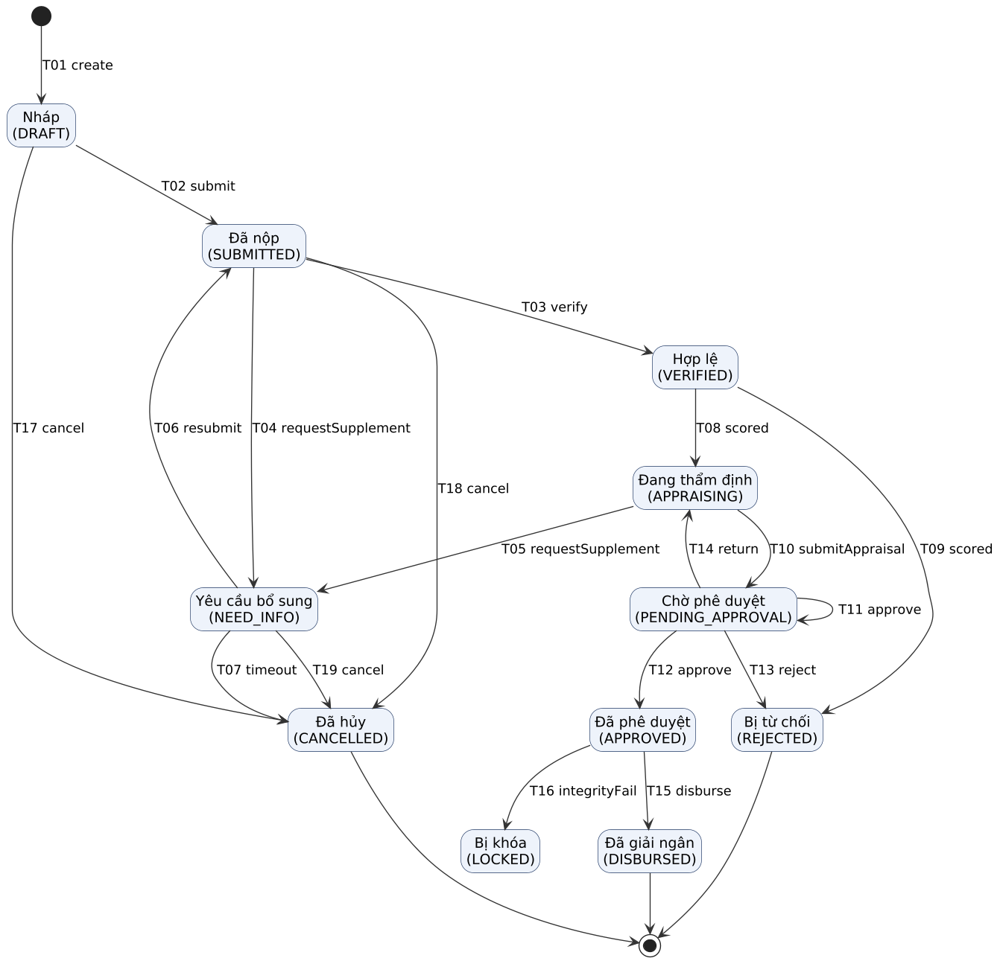 T01 create
Nháp
(DRAFT)
T02 submit
Đã nộp
(SUBMITTED)
T03 verify
Hợp lệ
(VERIFIED)
T17 cancel
T06 resubmit
T04 requestSupplement
T08 scored
T18 cancel
Đang thẩm định
(APPRAISING)
T05 requestSupplement
T14 return
T10 submitAppraisal
T09 scored
Yêu cầu bổ sung
(NEED_INFO)
Chờ phê duyệt
(PENDING_APPROVAL)
T11 approve
T07 timeout
T19 cancel
T12 approve
T13 reject
Đã hủy
(CANCELLED)
Đã phê duyệt
(APPROVED)
Bị từ chối
(REJECTED)
T16 integrityFail
T15 disburse
Bị khóa
(LOCKED)
Đã giải ngân
(DISBURSED)